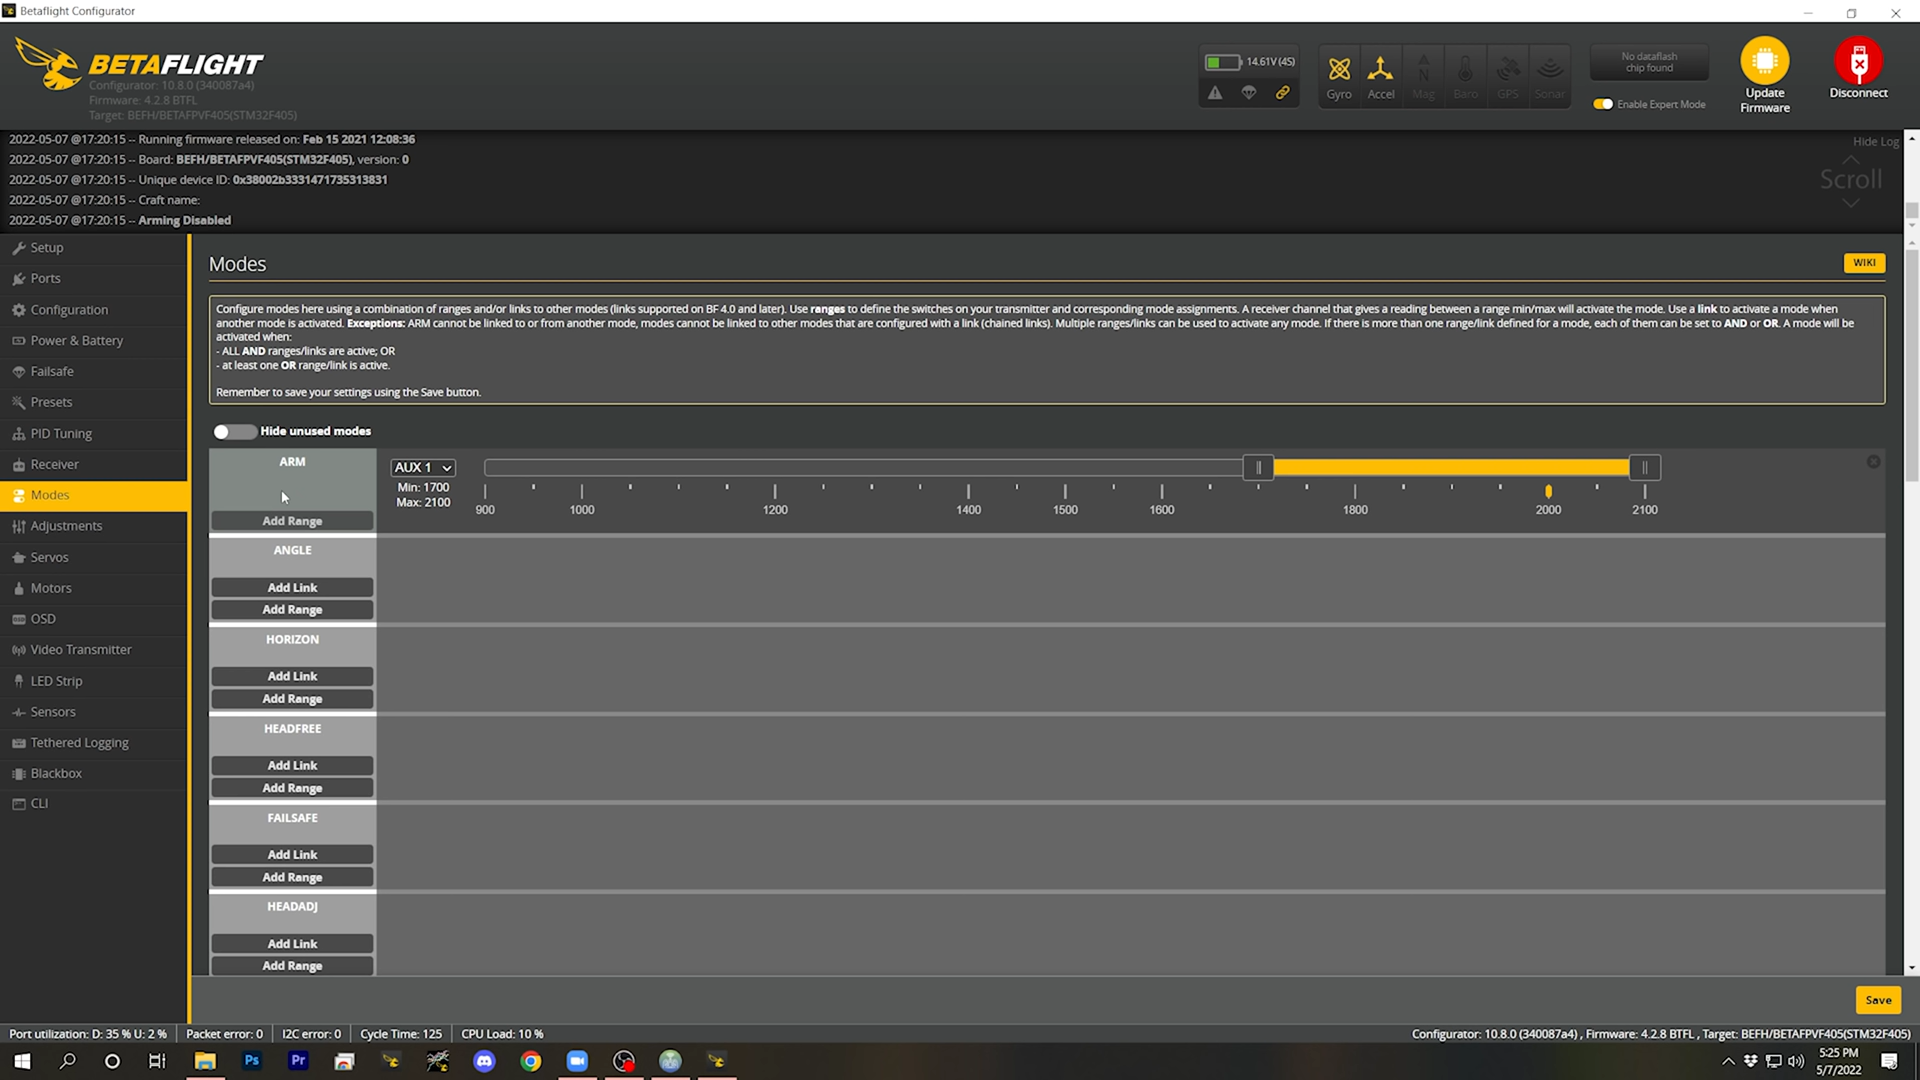 Betaflight Configurator
BETAFLIGHT
Configurator: 10.8.0 (340087a4)
Firmware: 4.2.8 BTFL
Target: BEFH/BETAFPVF405(STM32F405)
14.61V (4S)
Gyro
Accel
Mag
Baro
GPS
Sonar
No dataflash
chip found
Enable Expert Mode
Update
Firmware
Disconnect
2022-05-07 @17:20:15 -- Running firmware released on: Feb 15 2021 12:08:36
2022-05-07 @17:20:15 -- Board: BEFH/BETAFPVF405(STM32F405), version: 0
2022-05-07 @17:20:15 -- Unique device ID: 0x38002b3331471735313831
2022-05-07 @17:20:15 -- Craft name:
2022-05-07 @17:20:15 -- Arming Disabled
Hide Log
Scroll
Setup
Ports
Configuration
Power & Battery
Failsafe
Presets
PID Tuning
Receiver
Modes
Adjustments
Servos
Motors
OSD
Video Transmitter
LED Strip
Sensors
Tethered Logging
Blackbox
CLI
Modes
WIKI
Configure modes here using a combination of ranges and/or links to other modes (links supported on BF 4.0 and later). Use ranges to define the switches on your transmitter and corresponding mode assignments. A receiver channel that gives a reading between a range min/max will activate the mode. Use a link to activate a mode when
another mode is activated. Exceptions: ARM cannot be linked to or from another mode, modes cannot be linked to other modes that are configured with a link (chained links). Multiple ranges/links can be used to activate any mode. If there is more than one range/link defined for a mode, each of them can be set to AND or OR. A mode will be
activated when:
- ALL AND ranges/links are active; OR
- at least one OR range/link is active.
Remember to save your settings using the Save button.
Hide unused modes
ARM
Add Range
AUX 1
Min: 1700
Max: 2100
900 1000 1200 1400 1500 1600 1800 2000 2100
ANGLE
Add Link
Add Range
HORIZON
Add Link
Add Range
HEADFREE
Add Link
Add Range
FAILSAFE
Add Link
Add Range
HEADADJ
Add Link
Add Range
Save
Port utilization: D: 35 % U: 2 %
Packet error: 0
I2C error: 0
Cycle Time: 125
CPU Load: 10 %
Configurator: 10.8.0 (340087a4) , Firmware: 4.2.8 BTFL , Target: BEFH/BETAFPVF405(STM32F405)
Ps
Pr
5:25 PM
5/7/2022